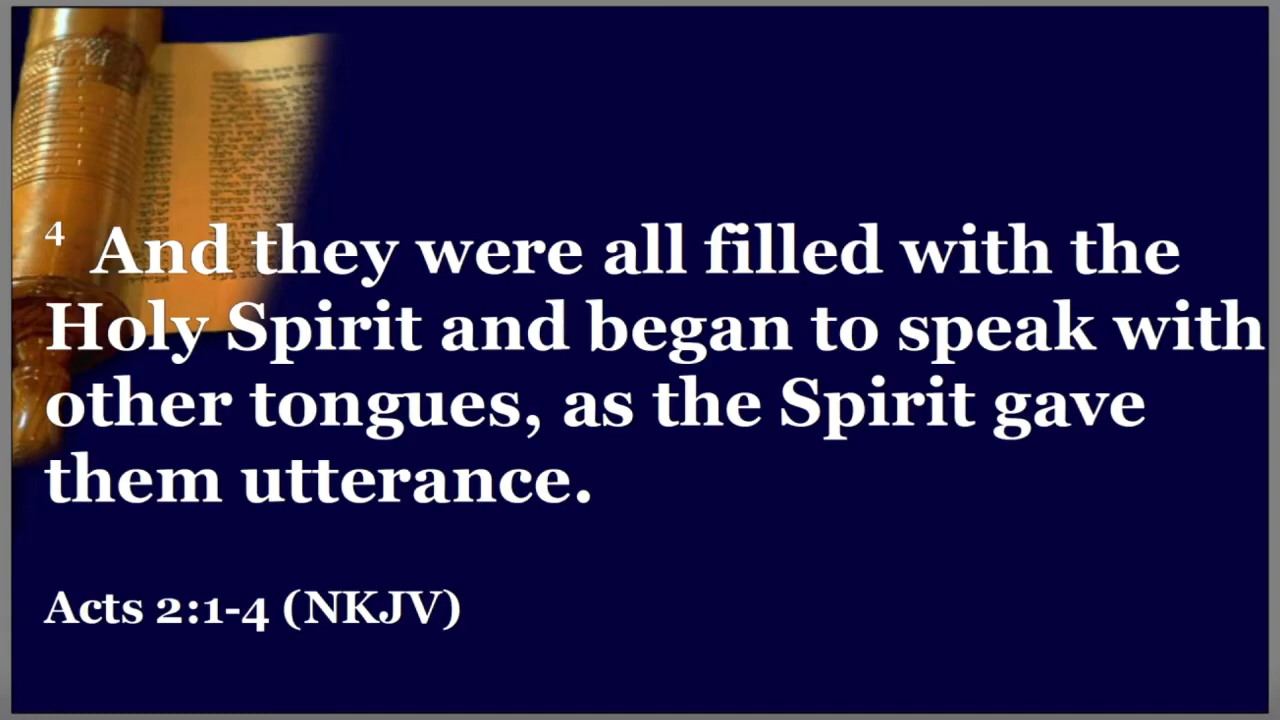 4 And they were all filled with the
Holy Spirit and began to speak with
other tongues, as the Spirit gave
them utterance.
Acts 2:1-4 (NKJV)